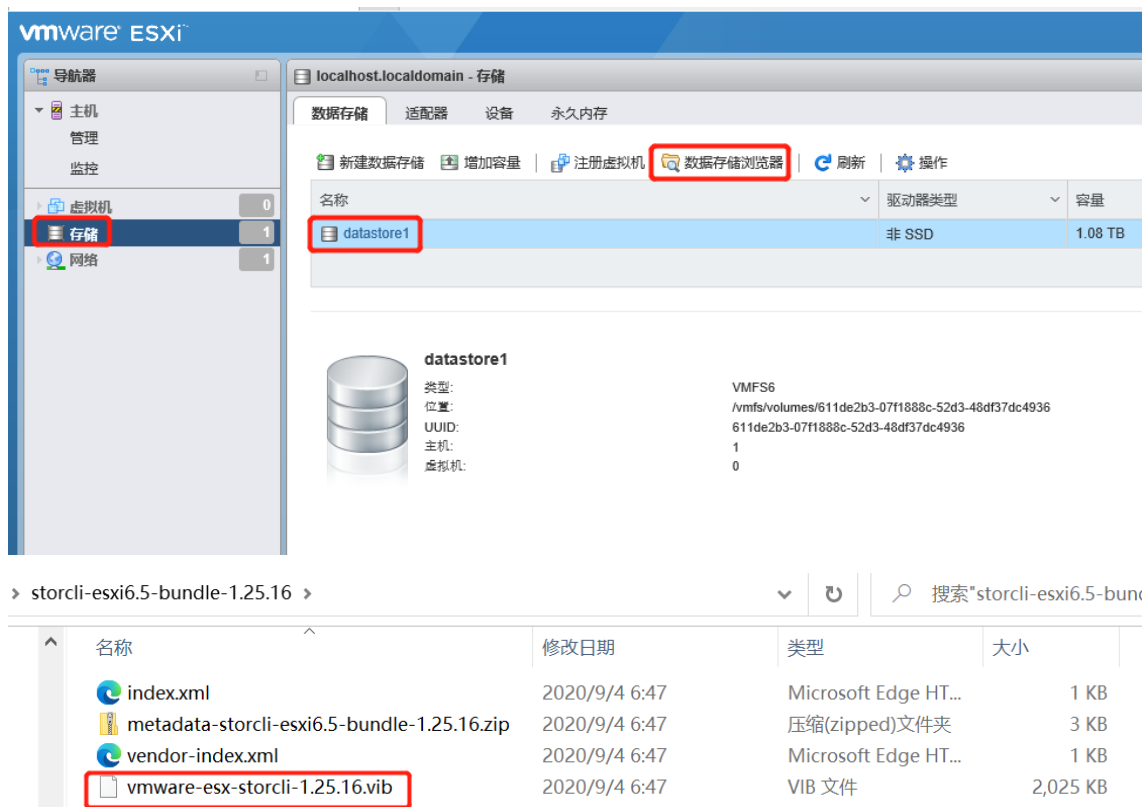 vmware® ESXi™
导航器
localhost.localdomain - 存储
主机
管理
监控
虚拟机 0
存储 1
网络 1
数据存储 适配器 设备 永久内存
新建数据存储 增加容量 注册虚拟机 数据存储浏览器 刷新 操作
名称 驱动器类型 容量
datastore1 非 SSD 1.08 TB
datastore1
类型: VMFS6
位置: /vmfs/volumes/611de2b3-07f1888c-52d3-48df37dc4936
UUID: 611de2b3-07f1888c-52d3-48df37dc4936
主机: 1
虚拟机: 0
storcli-esxi6.5-bundle-1.25.16 搜索"storcli-esxi6.5-bund
名称 修改日期 类型 大小
index.xml 2020/9/4 6:47 Microsoft Edge HT... 1 KB
metadata-storcli-esxi6.5-bundle-1.25.16.zip 2020/9/4 6:47 压缩(zipped)文件夹 3 KB
vendor-index.xml 2020/9/4 6:47 Microsoft Edge HT... 1 KB
vmware-esx-storcli-1.25.16.vib 2020/9/4 6:47 VIB 文件 2,025 KB